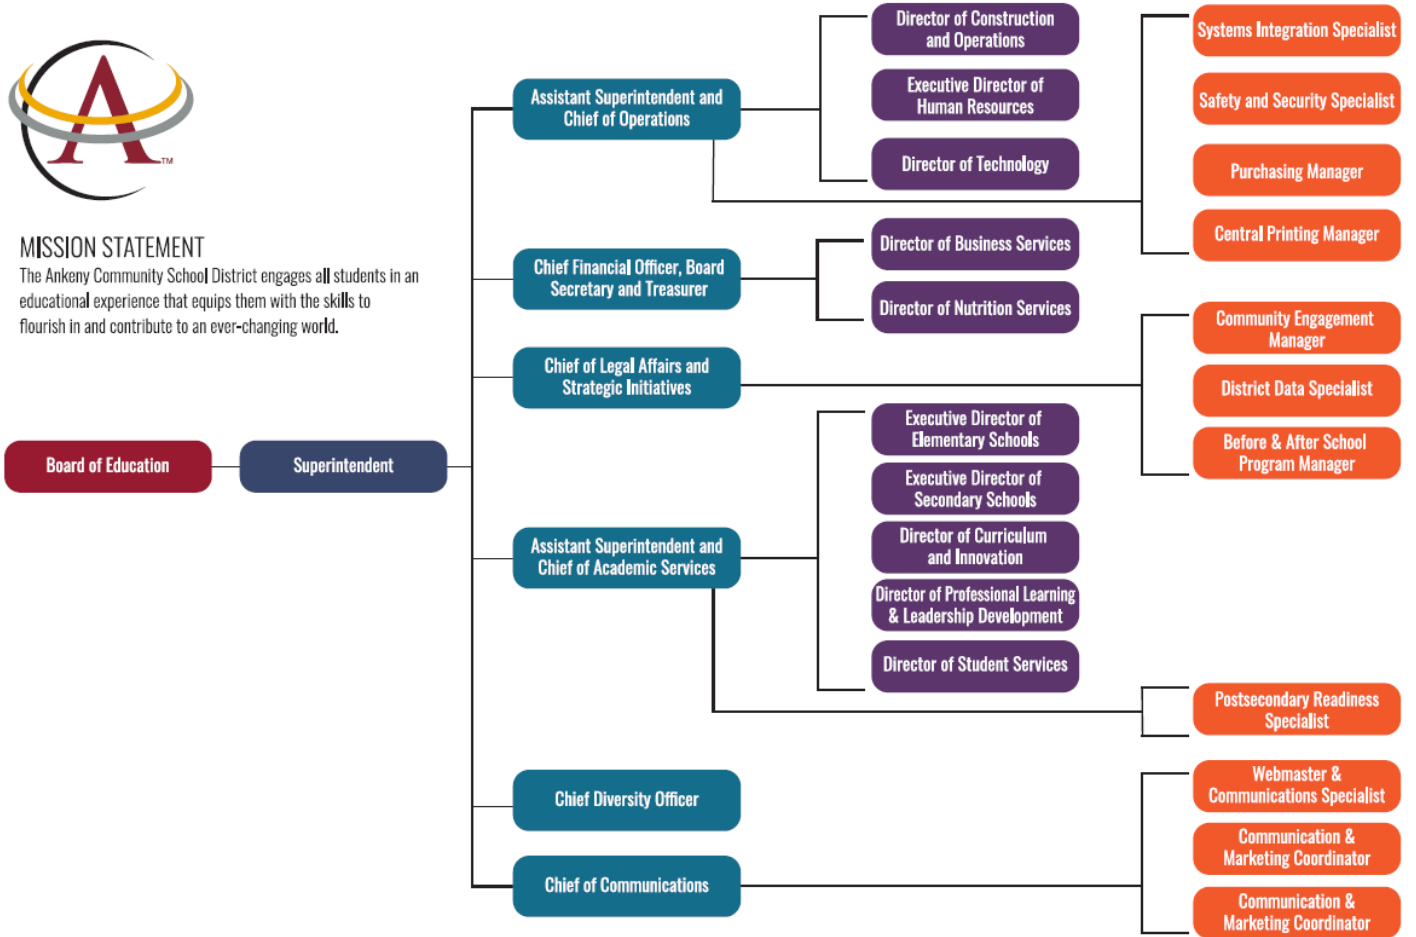 A
TM
MISSION STATEMENT
The Ankeny Community School District engages all students in an
educational experience that equips them with the skills to
flourish in and contribute to an ever-changing world.
Board of Education
Superintendent
Assistant Superintendent and
Chief of Operations
Director of Construction
and Operations
Executive Director of
Human Resources
Director of Technology
Systems Integration Specialist
Safety and Security Specialist
Purchasing Manager
Central Printing Manager
Chief Financial Officer, Board
Secretary and Treasurer
Director of Business Services
Director of Nutrition Services
Chief of Legal Affairs and
Strategic Initiatives
Community Engagement
Manager
District Data Specialist
Before & After School
Program Manager
Assistant Superintendent and
Chief of Academic Services
Executive Director of
Elementary Schools
Executive Director of
Secondary Schools
Director of Curriculum
and Innovation
Director of Professional Learning
& Leadership Development
Director of Student Services
Postsecondary Readiness
Specialist
Chief Diversity Officer
Chief of Communications
Webmaster &
Communications Specialist
Communication &
Marketing Coordinator
Communication &
Marketing Coordinator